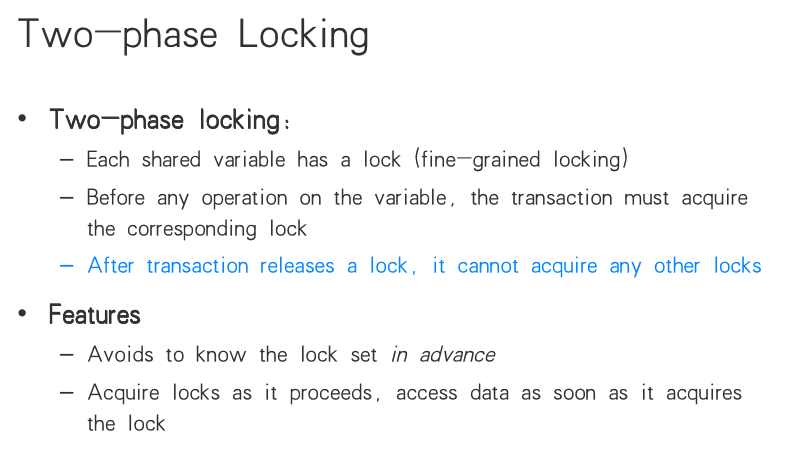 Two—phase Locking
• Two—phase locking:
– Each shared variable has a lock (fine—grained locking)
– Before any operation on the variable, the transaction must acquire
the corresponding lock
– After transaction releases a lock, it cannot acquire any other locks
• Features
– Avoids to know the lock set in advance
– Acquire locks as it proceeds, access data as soon as it acquires
the lock